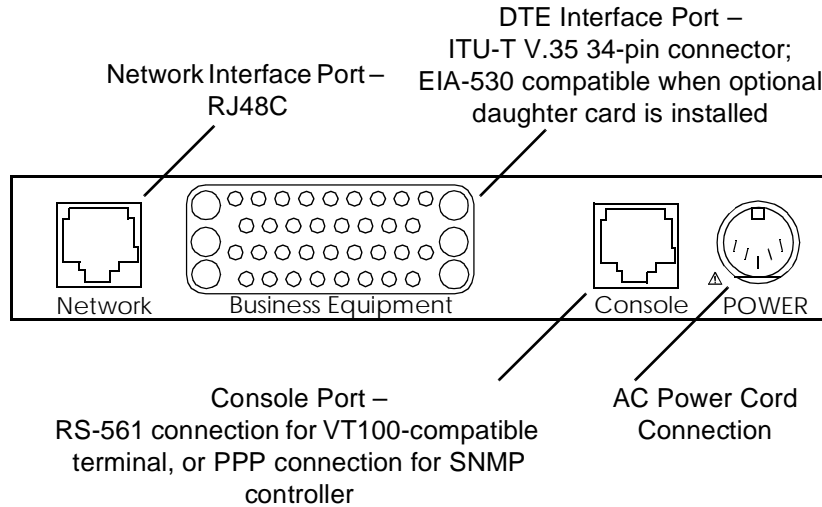 DTE Interface Port –
ITU-T V.35 34-pin connector;
EIA-530 compatible when optional
daughter card is installed
Network Interface Port –
RJ48C
Network
Business Equipment
Console
POWER
Console Port –
RS-561 connection for VT100-compatible
terminal, or PPP connection for SNMP
controller
AC Power Cord
Connection